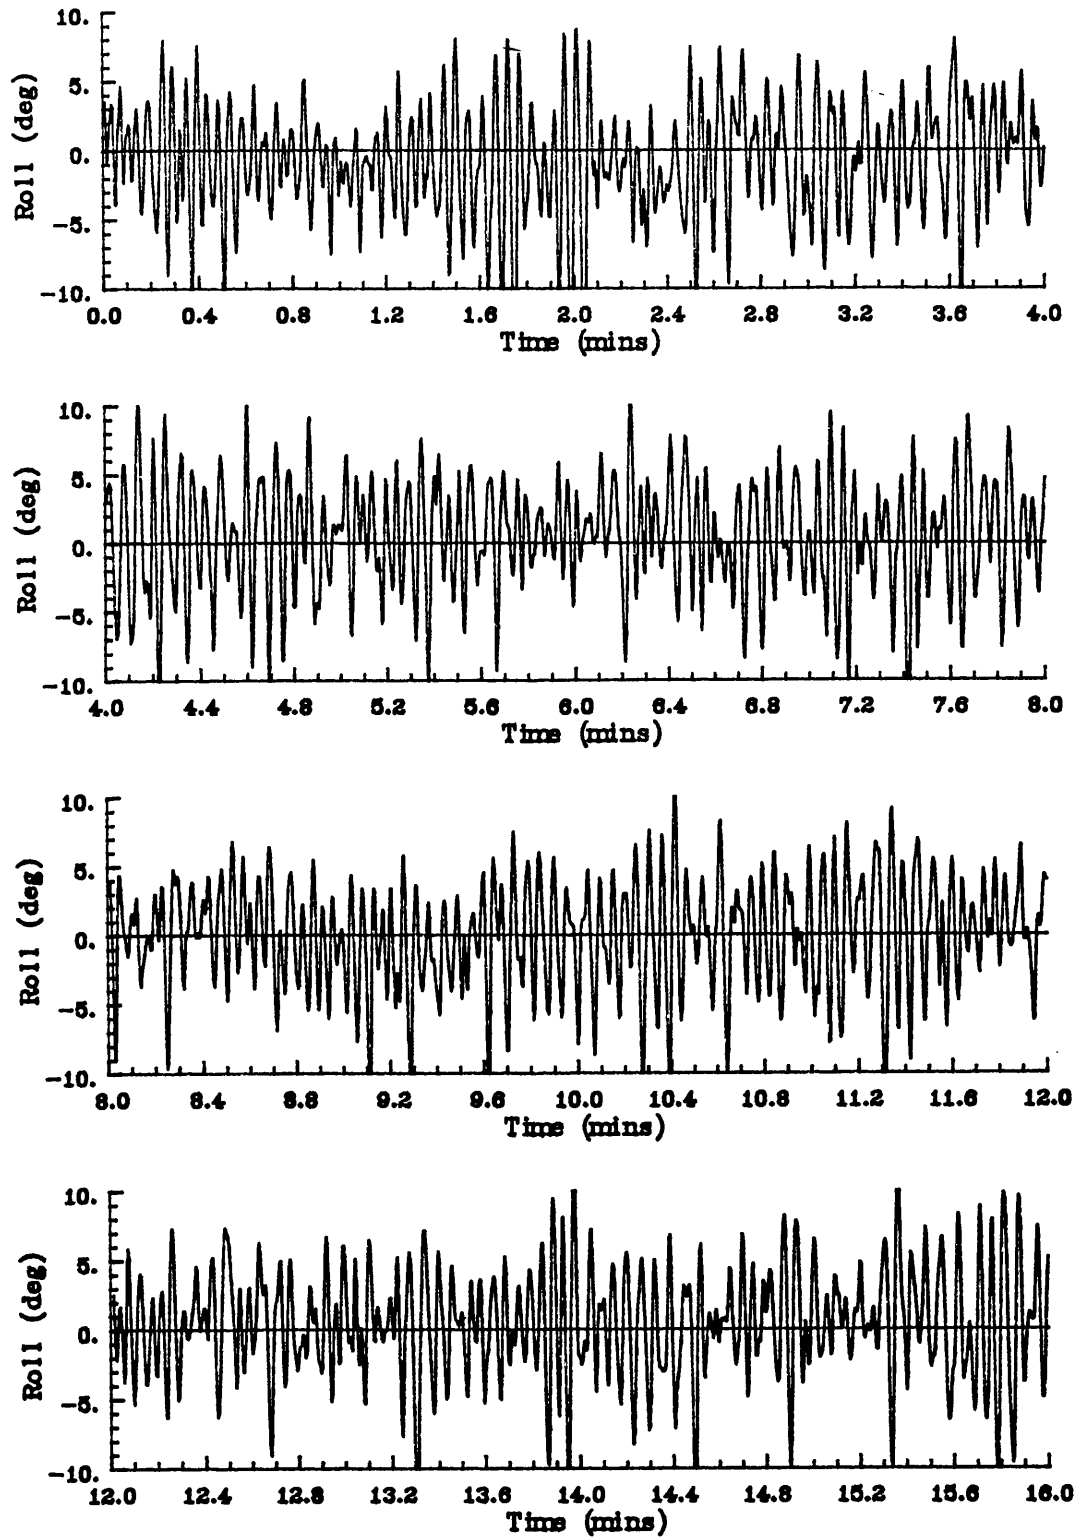 10.
5.
0.
-5.
-10.
Roll (deg)
0.0 0.4 0.8 1.2 1.6 2.0 2.4 2.8 3.2 3.6 4.0
Time (mins)
10.
5.
0.
-5.
-10.
Roll (deg)
4.0 4.4 4.8 5.2 5.6 6.0 6.4 6.8 7.2 7.6 8.0
Time (mins)
10.
5.
0.
-5.
-10.
Roll (deg)
8.0 8.4 8.8 9.2 9.6 10.0 10.4 10.8 11.2 11.6 12.0
Time (mins)
10.
5.
0.
-5.
-10.
Roll (deg)
12.0 12.4 12.8 13.2 13.6 14.0 14.4 14.8 15.2 15.6 16.0
Time (mins)